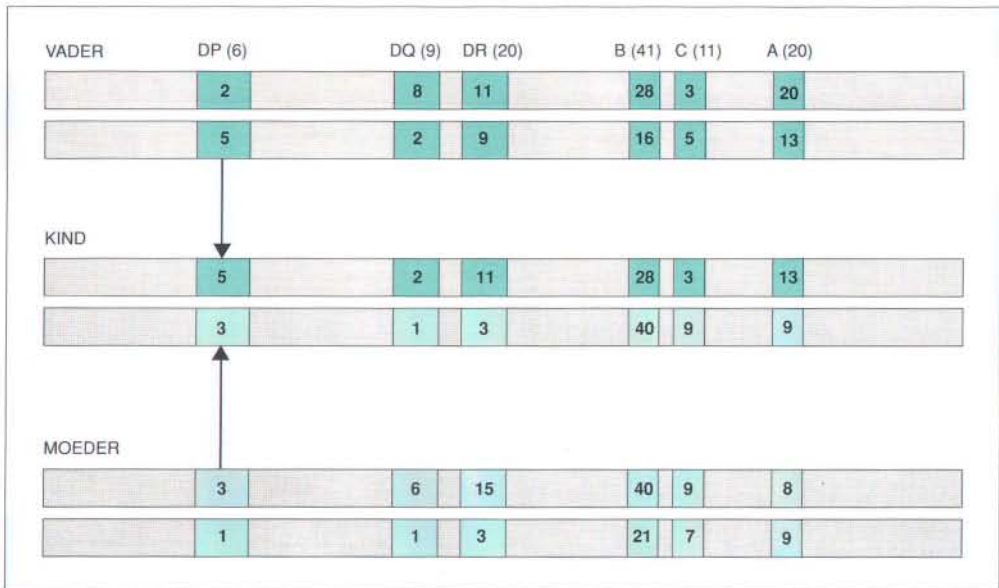 VADER DP (6) DQ (9) DR (20) B (41) C (11) A (20)
2 8 11 28 3 20
5 2 9 16 5 13
KIND
5 2 11 28 3 13
3 1 3 40 9 9
MOEDER
3 6 15 40 9 8
1 1 3 21 7 9